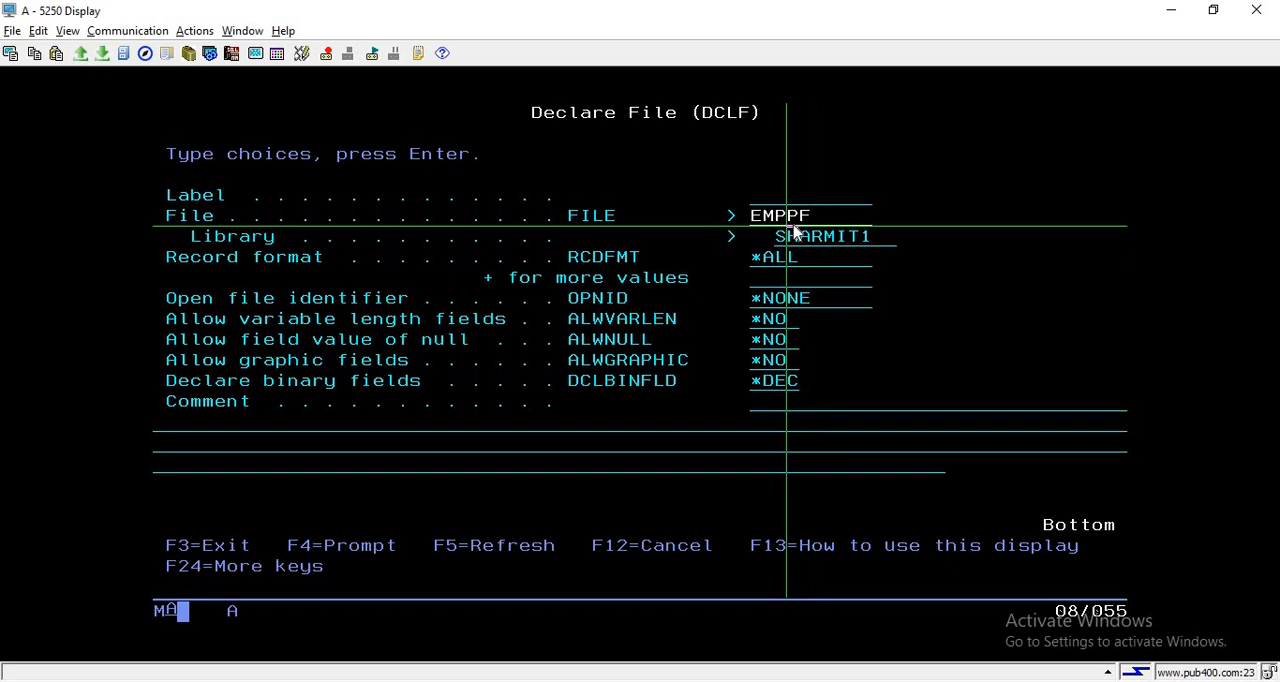 A - 5250 Display
File Edit View Communication Actions Window Help
Declare File (DCLF)
Type choices, press Enter.
Label . . . . . . . . . . . . .
File . . . . . . . . . . . . . . FILE > EMPPF
Library . . . . . . . . . . . > SHARMIT1
Record format . . . . . . . . . RCDFMT *ALL
+ for more values
Open file identifier . . . . . . OPNID *NONE
Allow variable length fields . . ALWVARLEN *NO
Allow field value of null . . . ALWNULL *NO
Allow graphic fields . . . . . . ALWGRAPHIC *NO
Declare binary fields . . . . . DCLBINFLD *DEC
Comment . . . . . . . . . . . .
Bottom
F3=Exit F4=Prompt F5=Refresh F12=Cancel F13=How to use this display
F24=More keys
MA A 08/055
Activate Windows
Go to Settings to activate Windows.
www.pub400.com:23